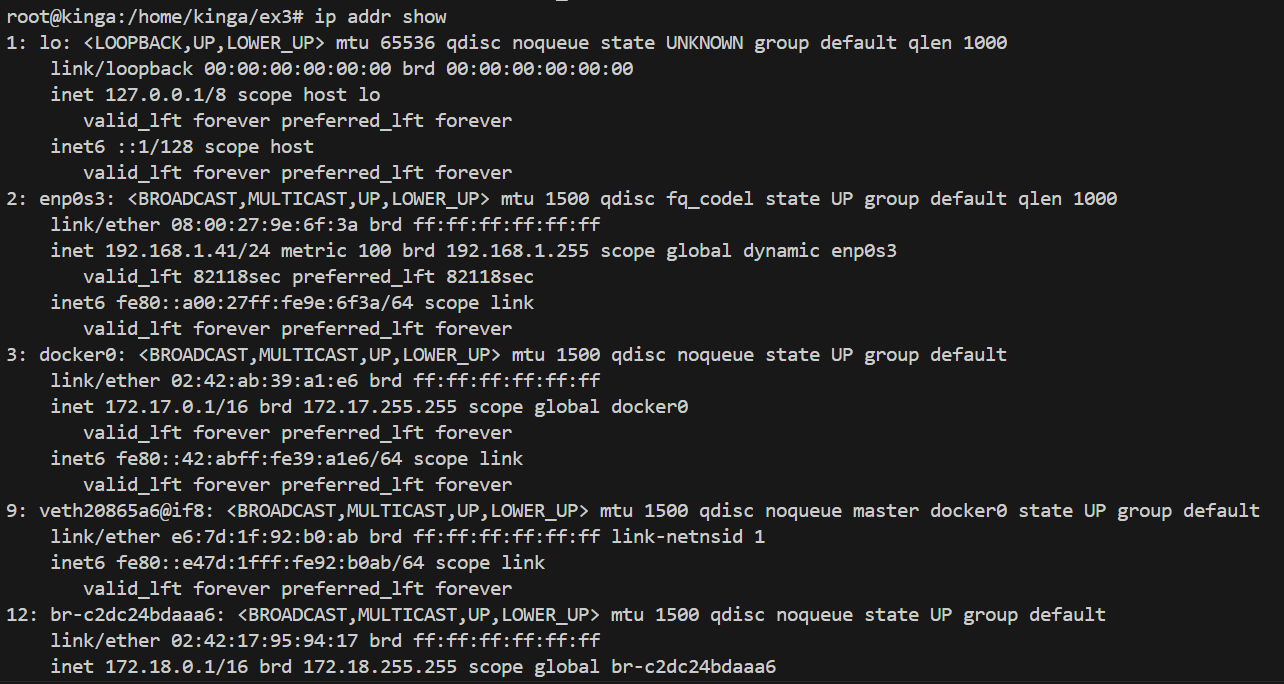 root@kinga:/home/kinga/ex3# ip addr show
1: lo: <LOOPBACK,UP,LOWER_UP> mtu 65536 qdisc noqueue state UNKNOWN group default qlen 1000
    link/loopback 00:00:00:00:00:00 brd 00:00:00:00:00:00
    inet 127.0.0.1/8 scope host lo
       valid_lft forever preferred_lft forever
    inet6 ::1/128 scope host
       valid_lft forever preferred_lft forever
2: enp0s3: <BROADCAST,MULTICAST,UP,LOWER_UP> mtu 1500 qdisc fq_codel state UP group default qlen 1000
    link/ether 08:00:27:9e:6f:3a brd ff:ff:ff:ff:ff:ff
    inet 192.168.1.41/24 metric 100 brd 192.168.1.255 scope global dynamic enp0s3
       valid_lft 82118sec preferred_lft 82118sec
    inet6 fe80::a00:27ff:fe9e:6f3a/64 scope link
       valid_lft forever preferred_lft forever
3: docker0: <BROADCAST,MULTICAST,UP,LOWER_UP> mtu 1500 qdisc noqueue state UP group default
    link/ether 02:42:ab:39:a1:e6 brd ff:ff:ff:ff:ff:ff
    inet 172.17.0.1/16 brd 172.17.255.255 scope global docker0
       valid_lft forever preferred_lft forever
    inet6 fe80::42:abff:fe39:a1e6/64 scope link
       valid_lft forever preferred_lft forever
9: veth20865a6@if8: <BROADCAST,MULTICAST,UP,LOWER_UP> mtu 1500 qdisc noqueue master docker0 state UP group default
    link/ether e6:7d:1f:92:b0:ab brd ff:ff:ff:ff:ff:ff link-netnsid 1
    inet6 fe80::e47d:1fff:fe92:b0ab/64 scope link
       valid_lft forever preferred_lft forever
12: br-c2dc24bdaaa6: <BROADCAST,MULTICAST,UP,LOWER_UP> mtu 1500 qdisc noqueue state UP group default
    link/ether 02:42:17:95:94:17 brd ff:ff:ff:ff:ff:ff
    inet 172.18.0.1/16 brd 172.18.255.255 scope global br-c2dc24bdaaa6